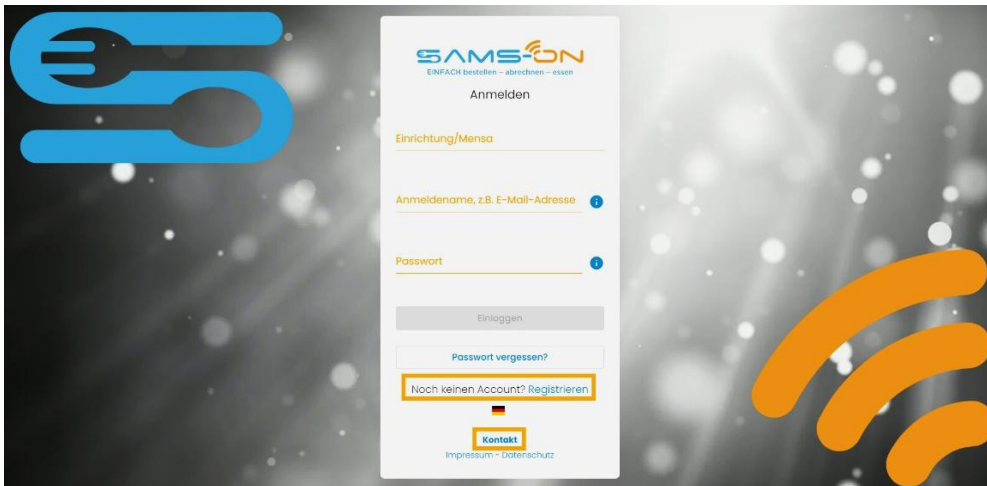 SAMS-ON
EINFACH bestellen – abrechnen – essen
Anmelden
Einrichtung/Mensa
Anmeldename, z.B. E-Mail-Adresse
Passwort
Einloggen
Passwort vergessen?
Noch keinen Account? Registrieren
Kontakt
Impressum - Datenschutz